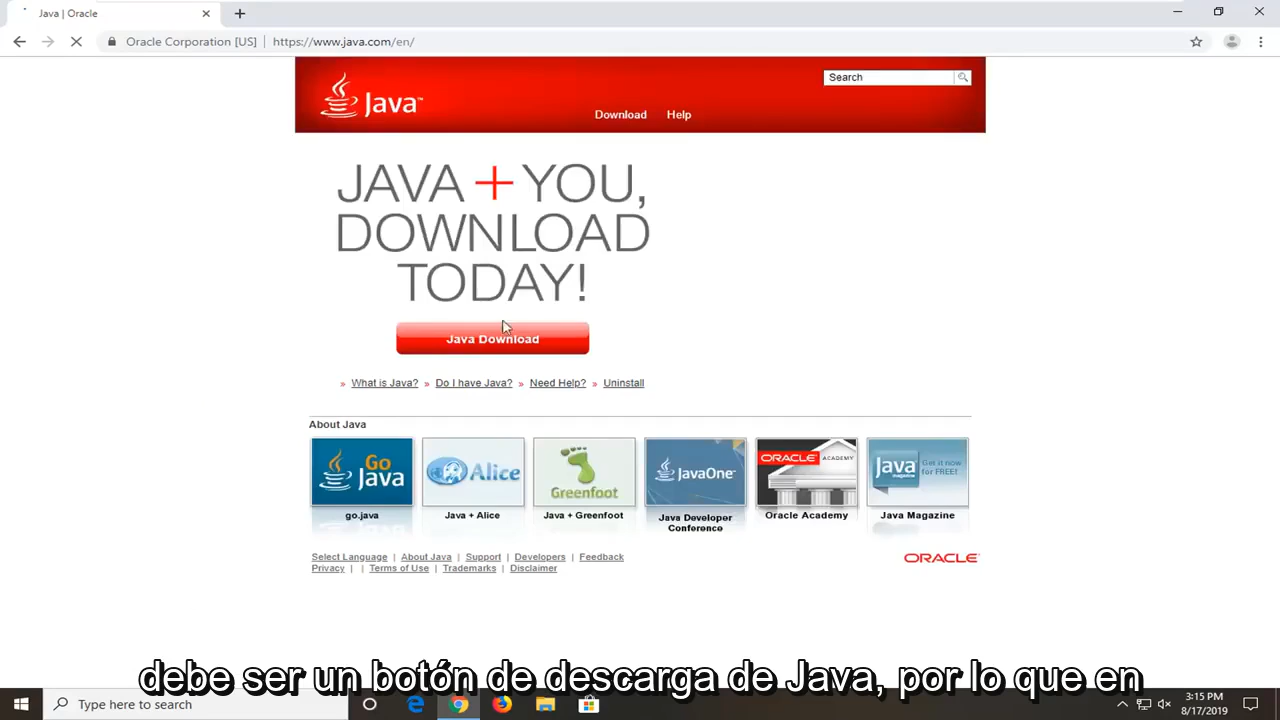 Java | Oracle
Oracle Corporation [US] | https://www.java.com/en/
Search
Java™
Download Help
JAVA + YOU,
DOWNLOAD
TODAY!
Java Download
» What is Java? » Do I have Java? » Need Help? » Uninstall
About Java
Go Java
Alice
Greenfoot
JavaOne™
ORACLE ACADEMY
Java magazine
Get it now for FREE!
go.java
Java + Alice
Java + Greenfoot
Java Developer Conference
Oracle Academy
Java Magazine
Select Language | About Java | Support | Developers | Feedback
Privacy | | Terms of Use | Trademarks | Disclaimer
ORACLE
debe ser un botón de descarga de Java, por lo que en
Type here to search
3:15 PM
8/17/2019